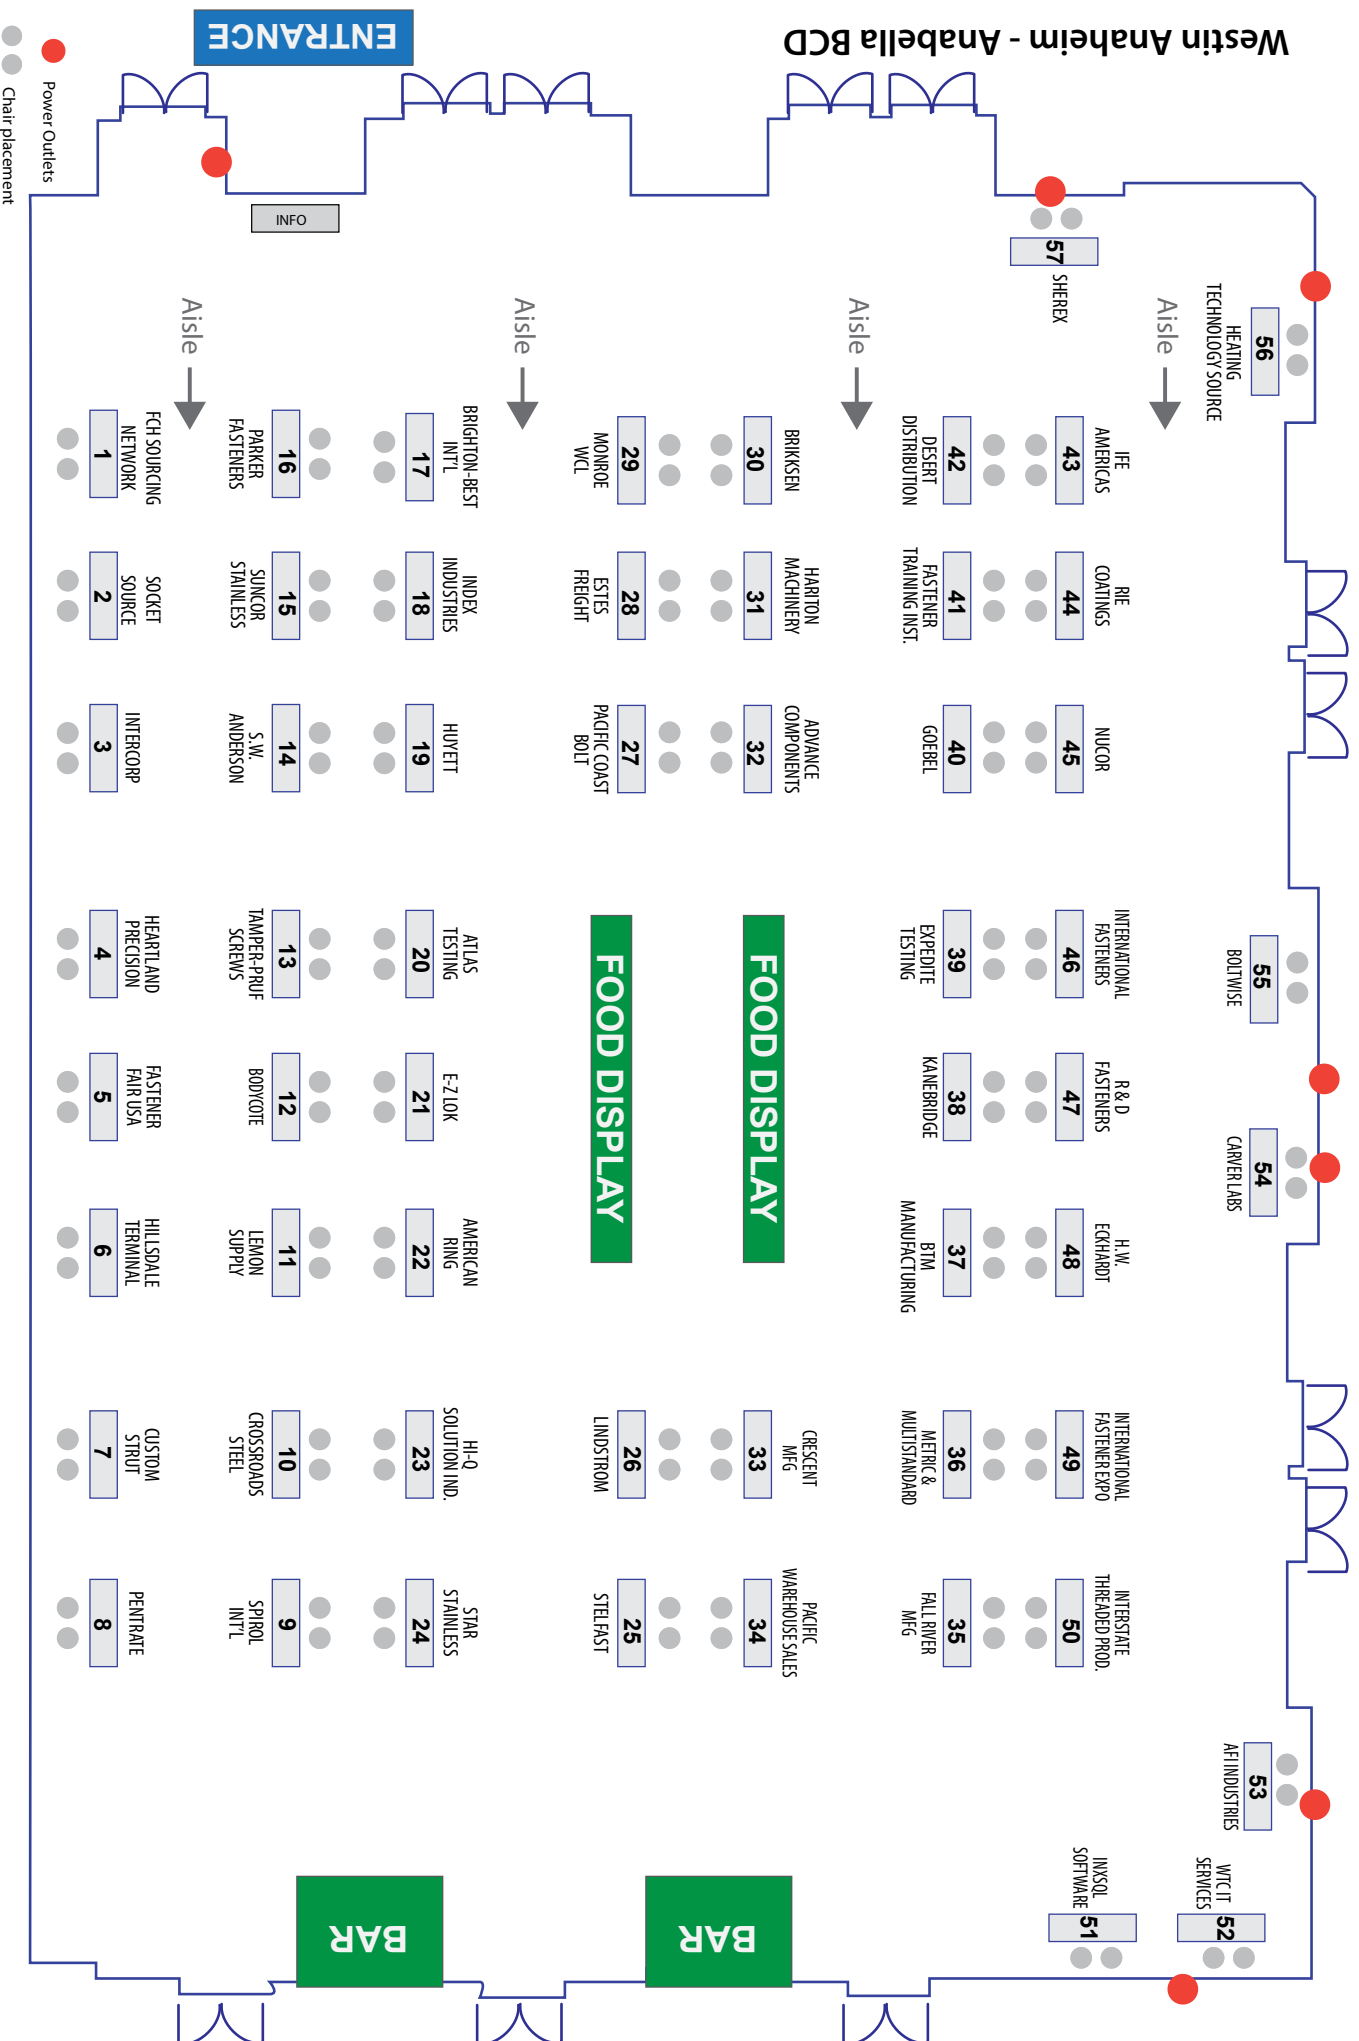 Westin Anaheim - Anabella BCD
ENTRANCE
Power Outlets
Chair placement
INFO
Aisle
Aisle
Aisle
Aisle
1
FCH SOURCING
NETWORK
2
SOCKET
SOURCE
3
INTERCORP
4
HEARTLAND
PRECISION
5
FASTENER
FAIR USA
6
HILLSDALE
TERMINAL
7
CUSTOM
STRUT
8
PENTRATE
9
SPIROL
INT'L
10
CROSSROADS
STEEL
11
LEMON
SUPPLY
12
BODYCOTE
13
TAMPER-PRUF
SCREWS
14
S.W.
ANDERSON
15
SUNCOR
STAINLESS
16
PARKER
FASTENERS
17
BRIGHTON-BEST
INT'L
18
INDEX
INDUSTRIES
19
HUYETT
20
ATLAS
TESTING
21
E-Z LOK
22
AMERICAN
RING
23
HI-Q
SOLUTION IND.
24
STAR
STAINLESS
25
STELFAST
26
LINDSTROM
27
PACIFIC COAST
BOLT
28
ESTES
FREIGHT
29
MONROE
WCL
30
BRIKKSEN
31
HARITON
MACHINERY
32
ADVANCE
COMPONENTS
FOOD DISPLAY
FOOD DISPLAY
33
CRESCENT
MFG
34
PACIFIC
WAREHOUSE SALES
35
FALL RIVER
MFG
36
METRIC &
MULTISTANDARD
37
BTM
MANUFACTURING
38
KANEBRIDGE
39
EXPEDITE
TESTING
40
GOEBEL
41
FASTENER
TRAINING INST.
42
DESERT
DISTRIBUTION
43
IFE
AMERICAS
44
RIE
COATINGS
45
NUCOR
46
INTERNATIONAL
FASTENERS
47
R & D
FASTENERS
48
H.W.
ECKHARDT
49
INTERNATIONAL
FASTENER EXPO
50
INTERSTATE
THREADED PROD.
51
INXSQL
SOFTWARE
52
WTC IT
SERVICES
53
AFI INDUSTRIES
54
CARVER LABS
55
BOLTWISE
56
HEATING
TECHNOLOGY SOURCE
57
SHEREX
BAR
BAR